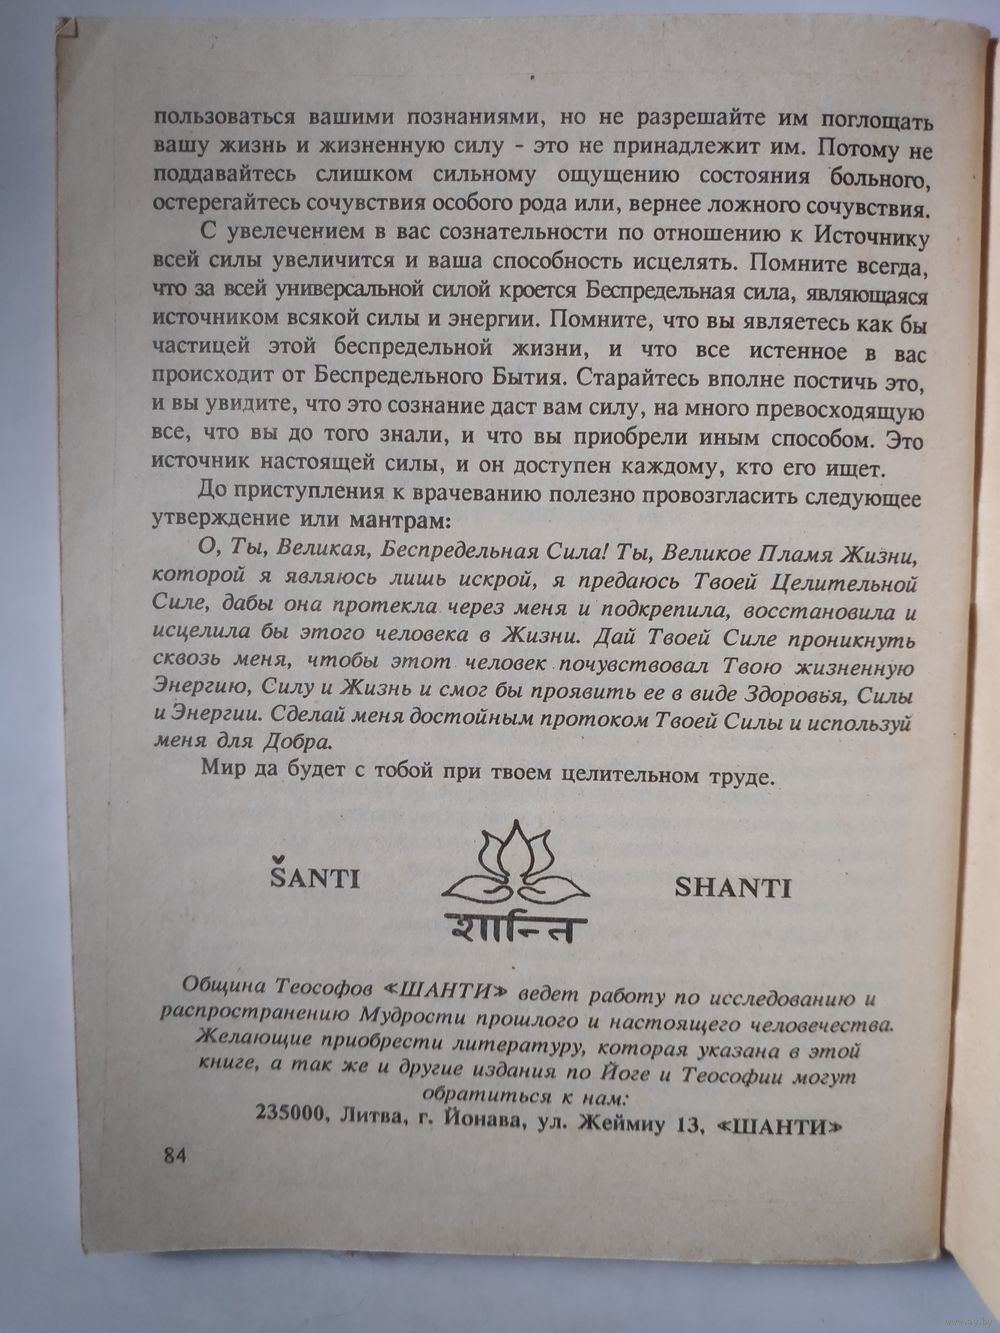 пользоваться вашими познаниями, но не разрешайте им поглощать
вашу жизнь и жизненную силу - это не принадлежит им. Потому не
поддавайтесь слишком сильному ощущению состояния больного,
остерегайтесь сочувствия особого рода или, вернее ложного сочувствия.
С увелечением в вас сознательности по отношению к Источнику
всей силы увеличится и ваша способность исцелять. Помните всегда,
что за всей универсальной силой кроется Беспредельная сила, являющаяся
источником всякой силы и энергии. Помните, что вы являетесь как бы
частицей этой беспредельной жизни, и что все истенное в вас
происходит от Беспредельного Бытия. Старайтесь вполне постичь это,
и вы увидите, что это сознание даст вам силу, на много превосходящую
все, что вы до того знали, и что вы приобрели иным способом. Это
источник настоящей силы, и он доступен каждому, кто его ищет.
До приступления к врачеванию полезно провозгласить следующее
утверждение или мантрам:
О, Ты, Великая, Беспредельная Сила! Ты, Великое Пламя Жизни,
которой я являюсь лишь искрой, я предаюсь Твоей Целительной
Силе, дабы она протекла через меня и подкрепила, восстановила и
исцелила бы этого человека в Жизни. Дай Твоей Силе проникнуть
сквозь меня, чтобы этот человек почувствовал Твою жизненную
Энергию, Силу и Жизнь и смог бы проявить ее в виде Здоровья, Силы
и Энергии. Сделай меня достойным протоком Твоей Силы и используй
меня для Добра.
Мир да будет с тобой при твоем целительном труде.
ŠANTI
शान्ति
SHANTI
Община Теософов «ШАНТИ» ведет работу по исследованию и
распространению Мудрости прошлого и настоящего человечества.
Желающие приобрести литературу, которая указана в этой
книге, а так же и другие издания по Йоге и Теософии могут
обратиться к нам:
235000, Литва, г. Йонава, ул. Жеймиу 13, «ШАНТИ»
84
www.ay.by